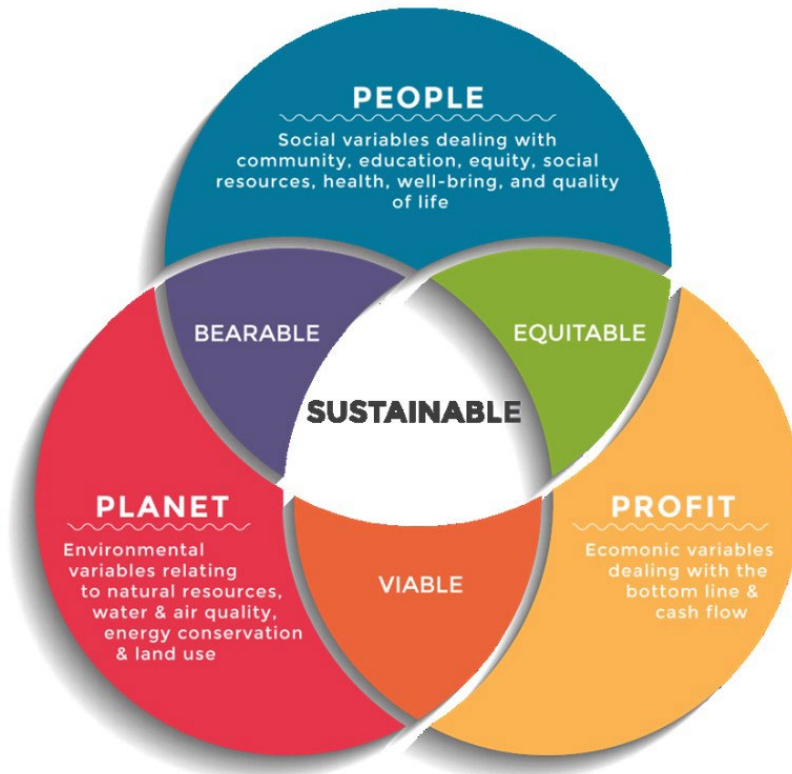 PEOPLE
Social variables dealing with
community, education, equity, social
resources, health, well-bring, and quality
of life
BEARABLE
EQUITABLE
SUSTAINABLE
PLANET
Environmental
variables relating
to natural resources,
water & air quality,
energy conservation
& land use
VIABLE
PROFIT
Ecomonic variables
dealing with the
bottom line &
cash flow